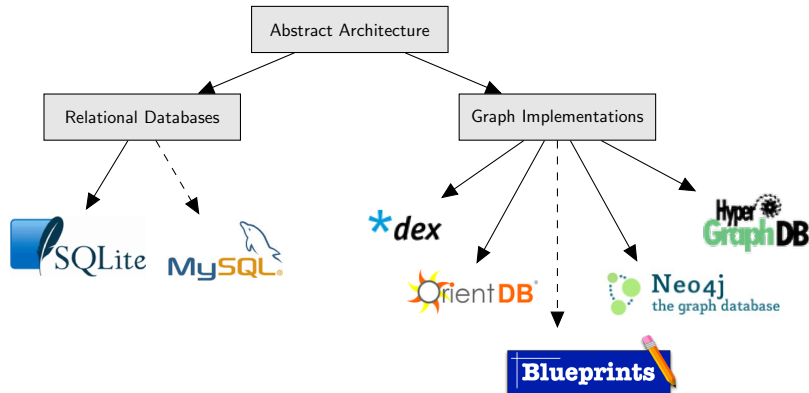 Abstract Architecture
Relational Databases
Graph Implementations
SQLite
MySQL®
*dex
OrientDB®
Blueprints
Neo4j
the graph database
Hyper
GraphDB